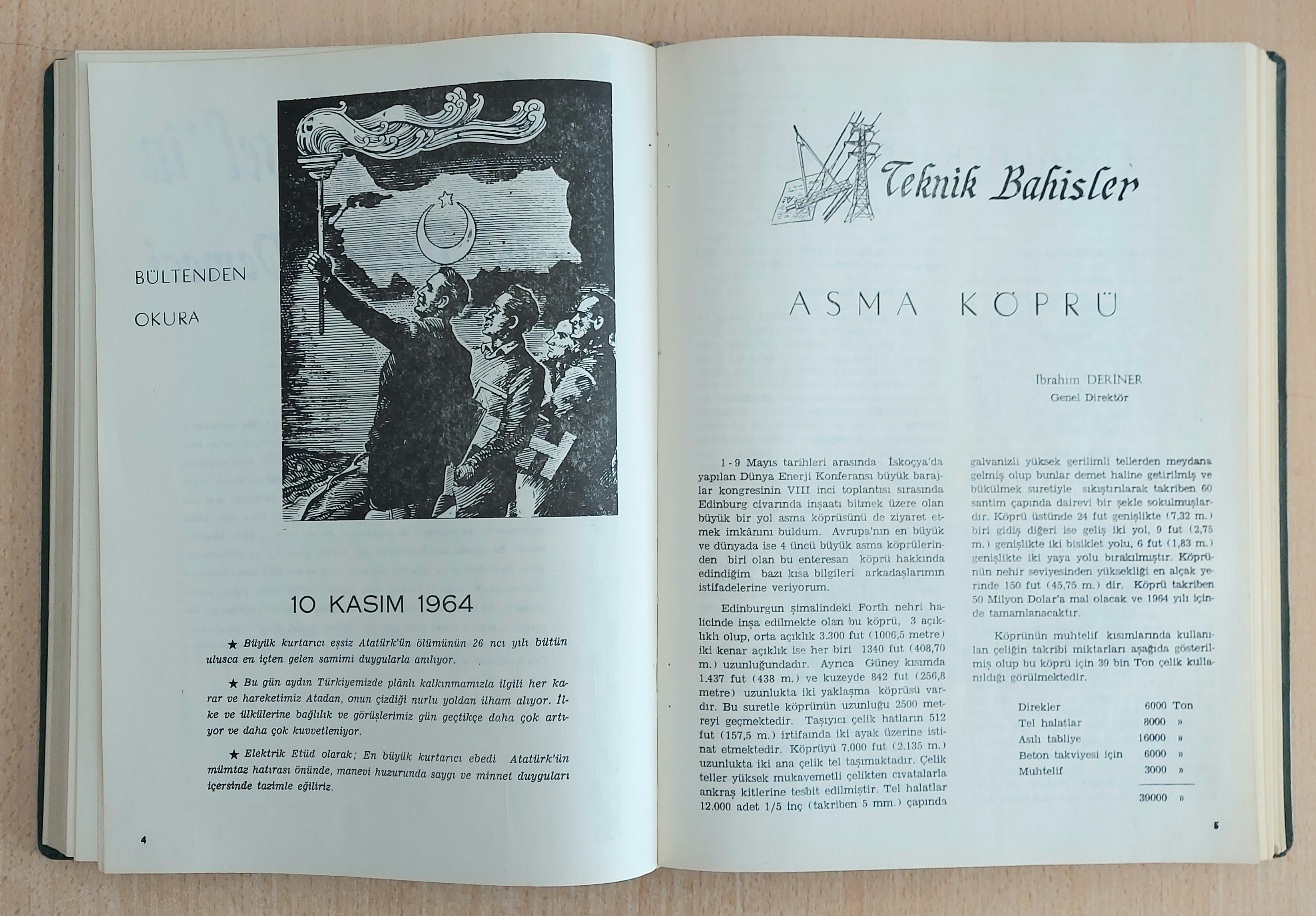 BÜLTENDEN
OKURA
10 KASIM 1964
★ Büyük kurtarıcı eşsiz Atatürk'ün ölümünün 26 ncı yılı bütün
ulusca en içten gelen samimi duygularla anılıyor.
★ Bu gün aydın Türkiyemizde plânlı kalkınmamızla ilgili her ka-
rar ve hareketimiz Atadan, onun çizdiği nurlu yoldan ilham alıyor. İl-
ke ve ülkülerine bağlılık ve görüşlerimiz gün geçtikçe daha çok artı-
yor ve daha çok kuvvetleniyor.
★ Elektrik Etüd olarak; En büyük kurtarıcı ebedi Atatürk'ün
mümtaz hatırası önünde, manevi huzurunda saygı ve minnet duyguları
içersinde tazimle eğiliriz.
4
Teknik Bahisler
ASMA KÖPRÜ
İbrahim DERİNER
Genel Direktör
1 - 9 Mayıs tarihleri arasında İskoçya'da
yapılan Dünya Enerji Konferansı büyük baraj-
lar kongresinin VIII inci toplantısı sırasında
Edinburg civarında inşaatı bitmek üzere olan
büyük bir yol asma köprüsünü de ziyaret et-
mek imkânını buldum. Avrupa'nın en büyük
ve dünyada ise 4 üncü büyük asma köprülerin-
den biri olan bu enteresan köprü hakkında
edindiğim bazı kısa bilgileri arkadaşlarımın
istifadelerine veriyorum.
Edinburgun şimalindeki Forth nehri ha-
licinde inşa edilmekte olan bu köprü, 3 açık-
lıklı olup, orta açıklık 3.300 fut (1006,5 metre)
iki kenar açıklık ise her biri 1340 fut (408,70
m.) uzunluğundadır. Ayrıca Güney kısımda
1.437 fut (438 m.) ve kuzeyde 842 fut (256,8
metre) uzunlukta iki yaklaşma köprüsü var-
dır. Bu suretle köprünün uzunluğu 2500 met-
reyi geçmektedir. Taşıyıcı çelik hatların 512
fut (157,5 m.) irtifaında iki ayak üzerine isti-
nat etmektedir. Köprüyü 7,000 fut (2.135 m.)
uzunlukta iki ana çelik tel taşımaktadır. Çelik
teller yüksek mukavemetli çelikten cıvatalarla
ankraş kitlerine tesbit edilmiştir. Tel halatlar
12.000 adet 1/5 inç (takriben 5 mm.) çapında
galvanizli yüksek gerilimli tellerden meydana
gelmiş olup bunlar demet haline getirilmiş ve
bükülmek suretiyle sıkıştırılarak takriben 60
santim çapında dairevi bir şekle sokulmuşlar-
dır. Köprü üstünde 24 fut genişlikte (7,32 m.)
biri gidiş diğeri ise geliş iki yol, 9 fut (2,75
m.) genişlikte iki bisiklet yolu, 6 fut (1,83 m.)
genişlikte iki yaya yolu bırakılmıştır. Köprü-
nün nehir seviyesinden yüksekliği en alçak ye-
rinde 150 fut (45,75 m.) dir. Köprü takriben
50 Milyon Dolar'a mal olacak ve 1964 yılı için-
de tamamlanacaktır.
Köprünün muhtelif kısımlarında kullanı-
lan çeliğin takribi miktarları aşağıda gösteril-
miş olup bu köprü için 39 bin Ton çelik kulla-
nıldığı görülmektedir.
Direkler 6000 Ton
Tel halatlar 8000 »
Asılı tabliye 16000 »
Beton takviyesi için 6000 »
Muhtelif 3000 »
39000 »
5